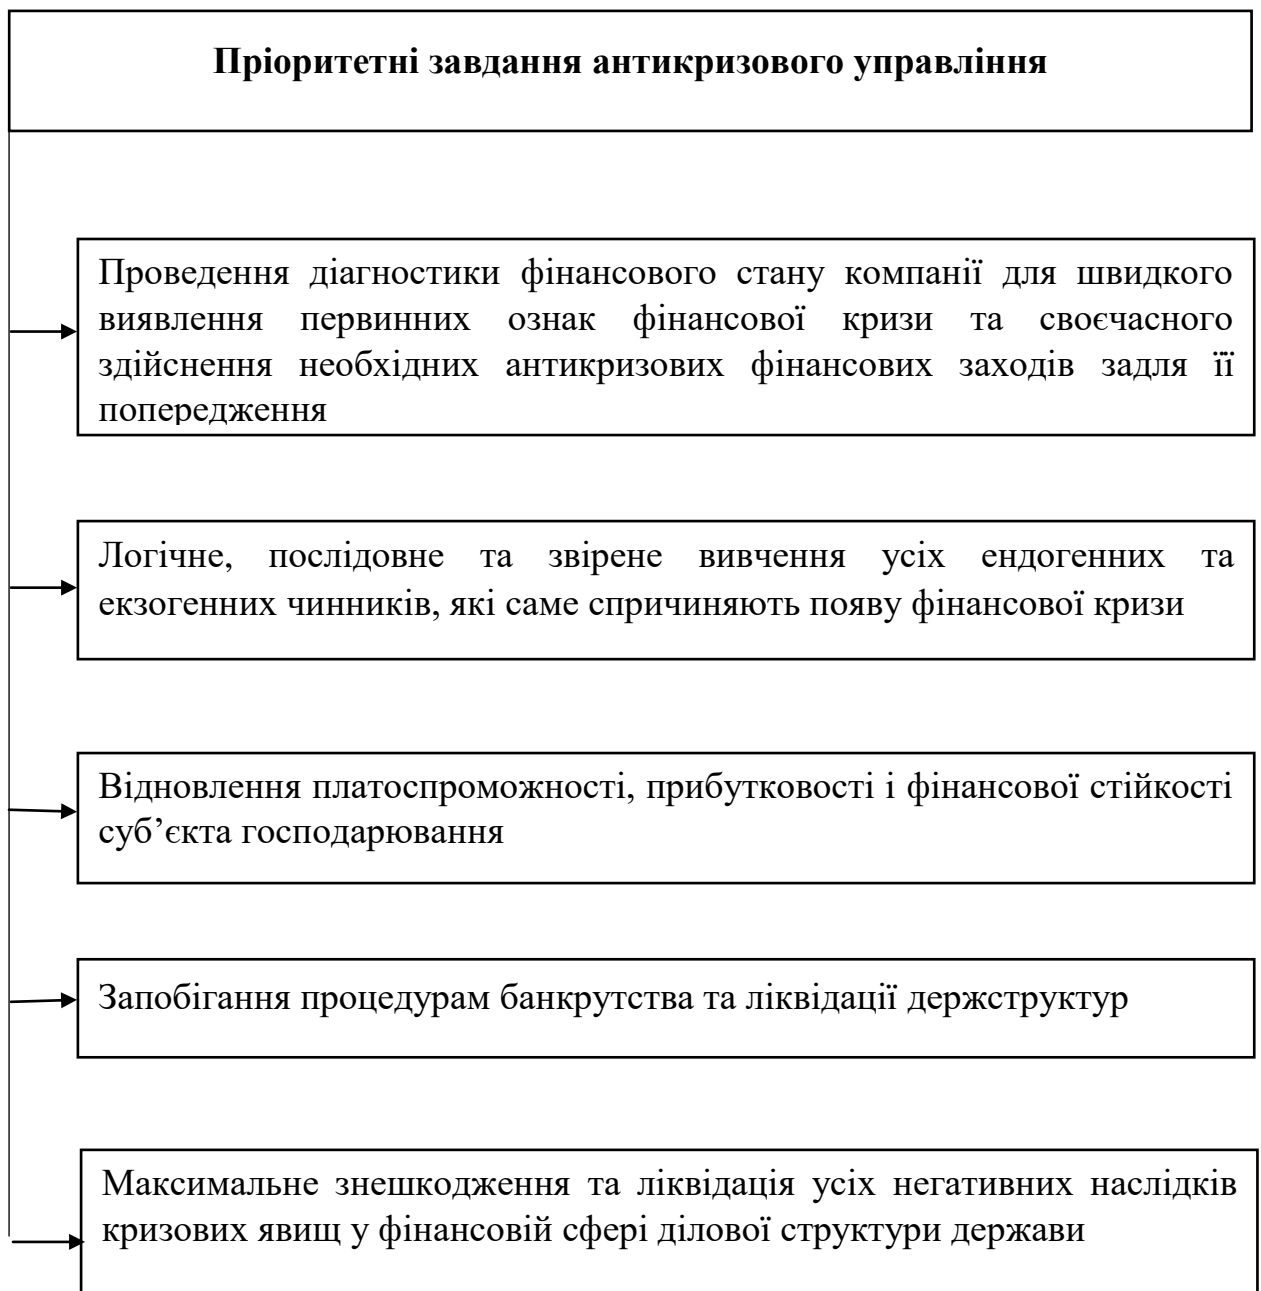 Пріоритетні завдання антикризового управління
Проведення діагностики фінансового стану компанії для швидкого
виявлення первинних ознак фінансової кризи та своєчасного
здійснення необхідних антикризових фінансових заходів задля її
попередження
Логічне, послідовне та звірене вивчення усіх ендогенних та
екзогенних чинників, які саме спричиняють появу фінансової кризи
Відновлення платоспроможності, прибутковості і фінансової стійкості
суб’єкта господарювання
Запобігання процедурам банкрутства та ліквідації держструктур
Максимальне знешкодження та ліквідація усіх негативних наслідків
кризових явищ у фінансовій сфері ділової структури держави